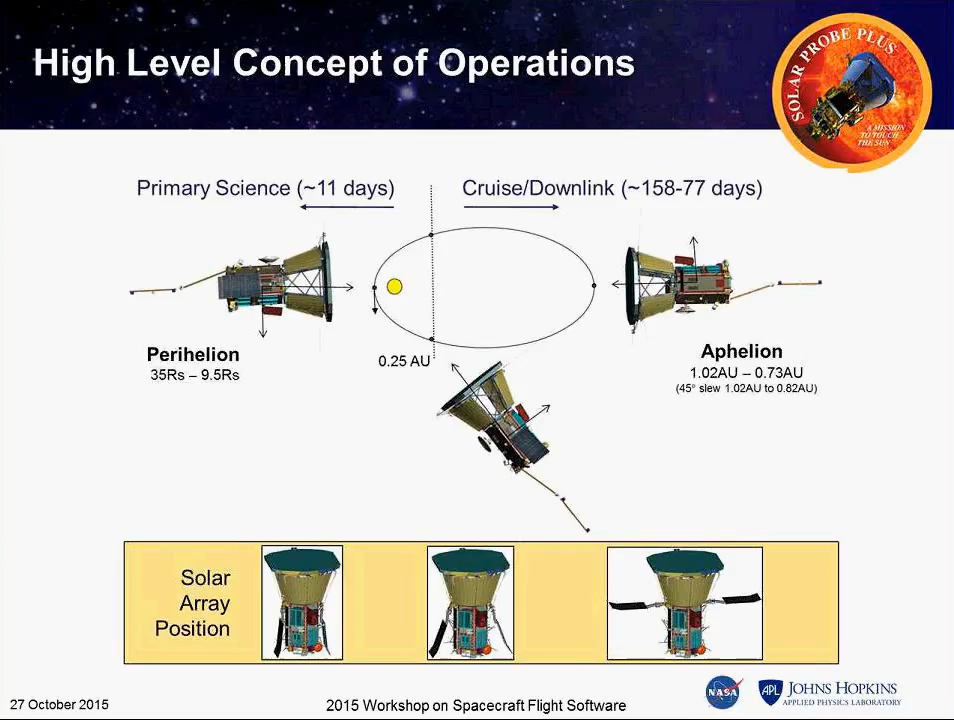 High Level Concept of Operations
SOLAR PROBE PLUS
A MISSION
TO TOUCH
THE SUN
Primary Science (~11 days)
Cruise/Downlink (~158-77 days)
Perihelion
35Rs – 9.5Rs
0.25 AU
Aphelion
1.02AU – 0.73AU
(45° slew 1.02AU to 0.82AU)
Solar
Array
Position
27 October 2015
2015 Workshop on Spacecraft Flight Software
NASA
APL
JOHNS HOPKINS
APPLIED PHYSICS LABORATORY